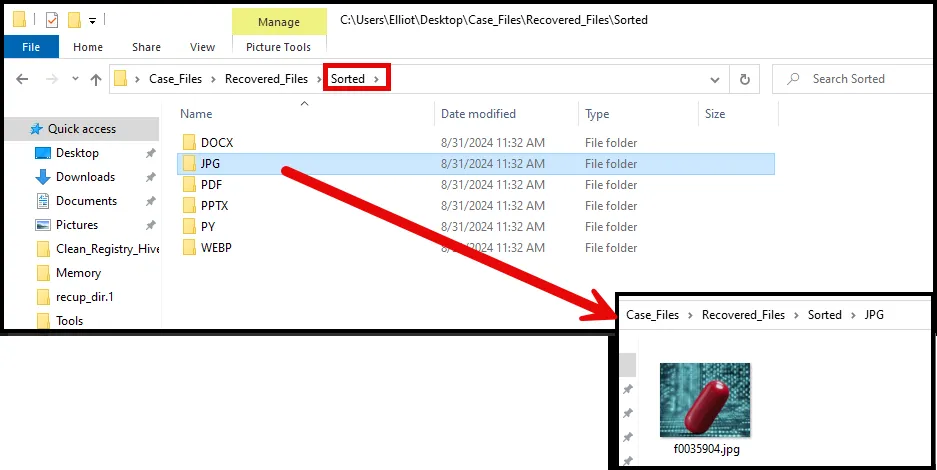 Manage
C:\Users\Elliot\Desktop\Case_Files\Recovered_Files\Sorted
File Home Share View Picture Tools
Case_Files Recovered_Files Sorted Search Sorted
Name Date modified Type Size
Quick access
Desktop
Downloads
Documents
Pictures
Clean_Registry_Hive
Memory
recup_dir.1
Tools
DOCX 8/31/2024 11:32 AM File folder
JPG 8/31/2024 11:32 AM File folder
PDF 8/31/2024 11:32 AM File folder
PPTX 8/31/2024 11:32 AM File folder
PY 8/31/2024 11:32 AM File folder
WEBP 8/31/2024 11:32 AM File folder
Case_Files Recovered_Files Sorted JPG
f0035904.jpg